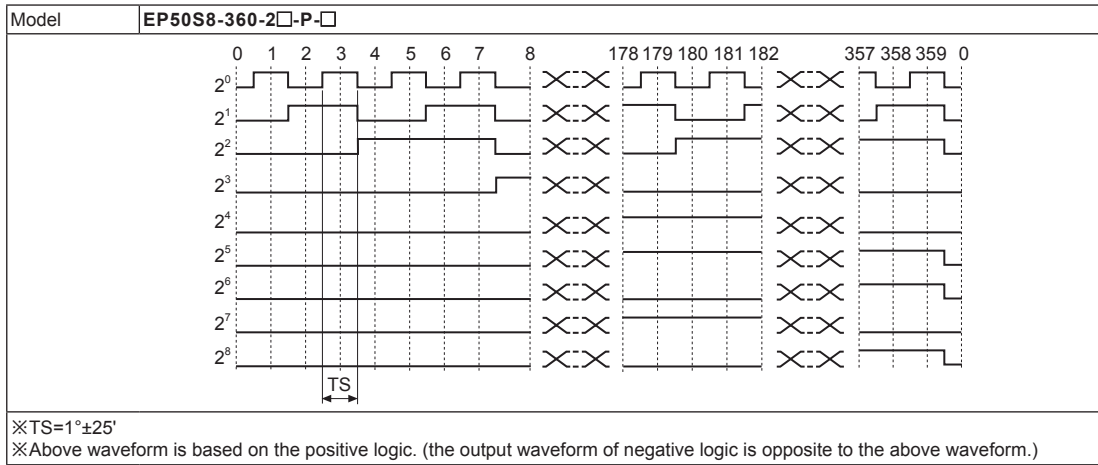 Model EP50S8-360-2□-P-□
0 1 2 3 4 5 6 7 8 178 179 180 181 182 357 358 359 0
2⁰
2¹
2²
2³
2⁴
2⁵
2⁶
2⁷
2⁸
TS
※TS=1°±25'
※Above waveform is based on the positive logic. (the output waveform of negative logic is opposite to the above waveform.)